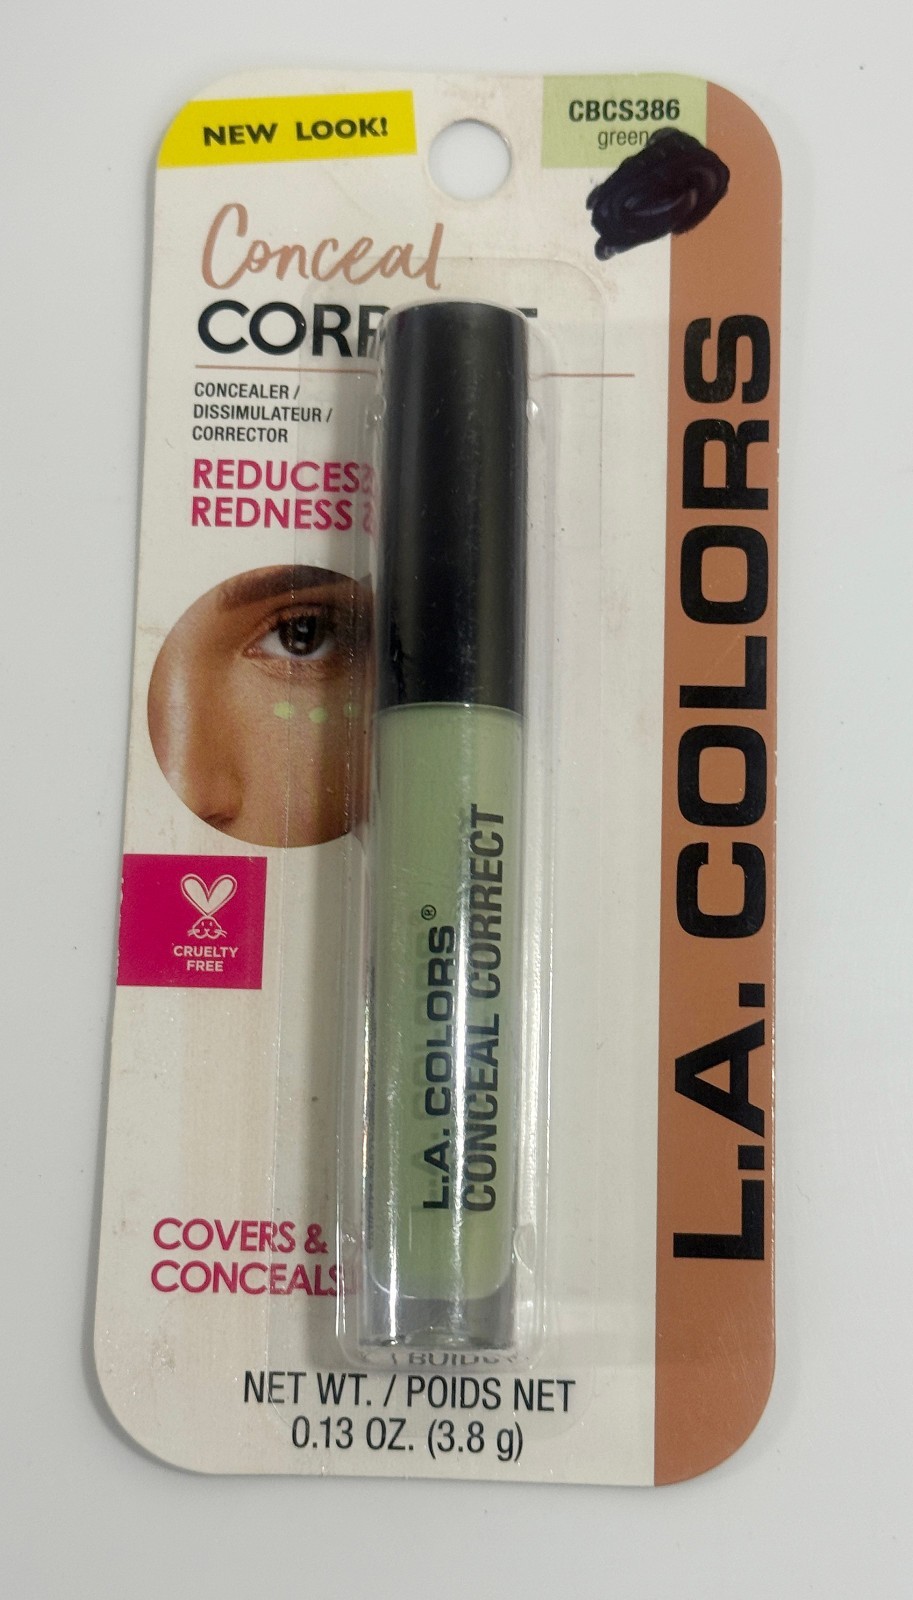 NEW LOOK!
CBCS386
green
Conceal
CONCEALER /
DISSIMULATEUR /
CORRECTOR
REDUCES
REDNESS
CRUELTY
FREE
L.A. COLORS®
CONCEAL CORRECT
COVERS &
CONCEALS
NET WT. / POIDS NET
0.13 OZ. (3.8 g)
L.A. COLORS